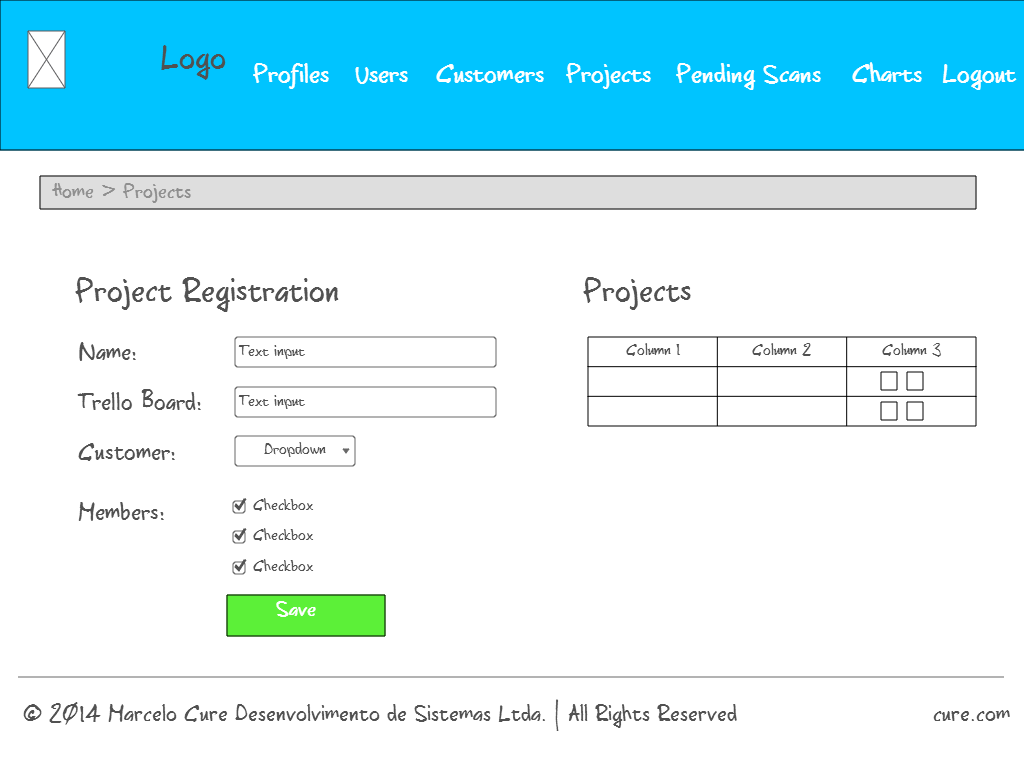 Logo Profiles Users Customers Projects Pending Scans Charts Logout
Home > Projects
Project Registration
Name: Text input
Trello Board: Text input
Customer: Dropdown
Members: Checkbox
Checkbox
Checkbox
Save
Projects
Column 1 Column 2 Column 3
© 2014 Marcelo Cure Desenvolvimento de Sistemas Ltda. | All Rights Reserved cure.com